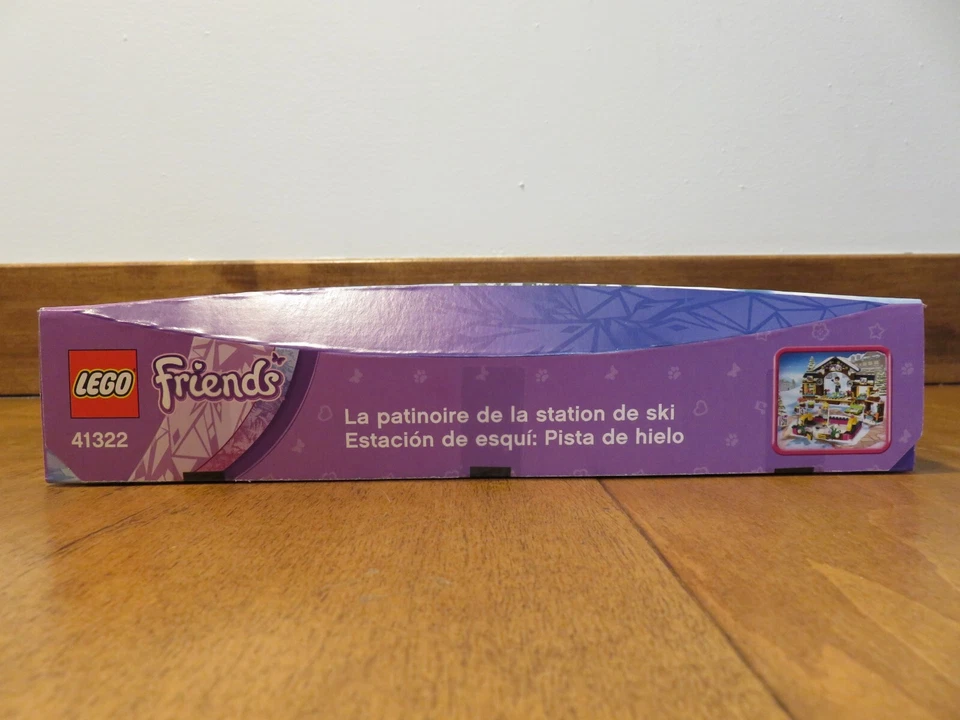 LEGO
Friends
41322
La patinoire de la station de ski
Estación de esquí: Pista de hielo